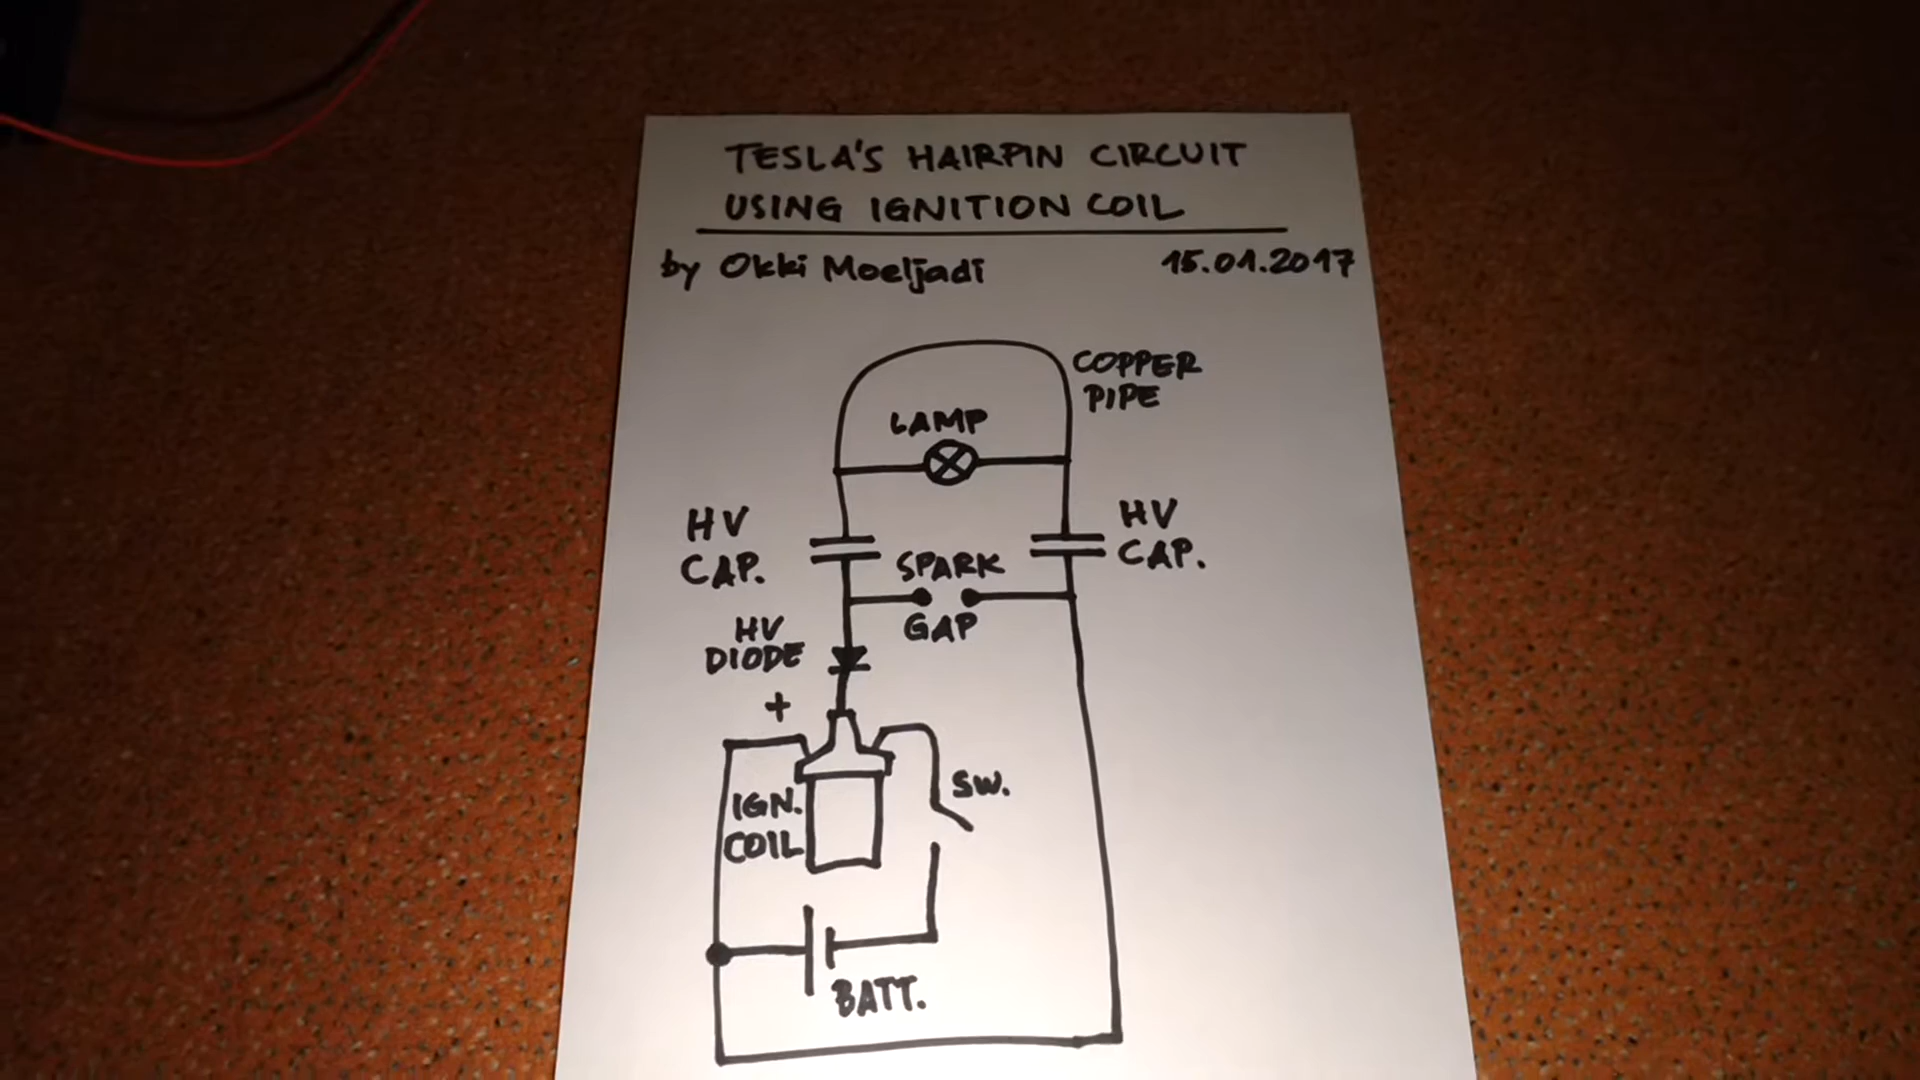 TESLA'S HAIRPIN CIRCUIT
USING IGNITION COIL
by Okki Moeljadi 15.01.2017
COPPER
PIPE
LAMP
HV
CAP.
HV
CAP.
SPARK
GAP
HV
DIODE
+
SW.
IGN.
COIL
BATT.